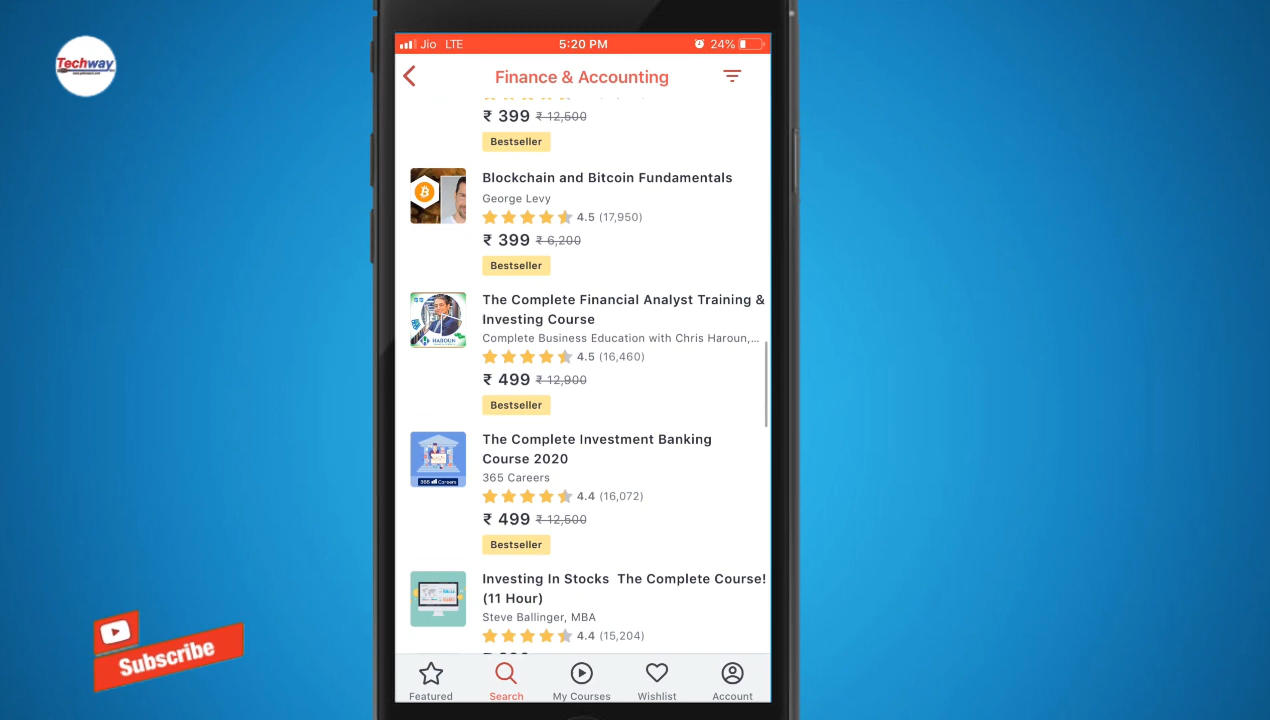 Techway
Jio LTE 5:20 PM 24%
Finance & Accounting
₹ 399 ₹ 12,500
Bestseller
Blockchain and Bitcoin Fundamentals
George Levy
4.5 (17,950)
₹ 399 ₹ 6,200
Bestseller
HAROUN
The Complete Financial Analyst Training &
Investing Course
Complete Business Education with Chris Haroun,...
4.5 (16,460)
₹ 499 ₹ 12,900
Bestseller
365 Careers
The Complete Investment Banking
Course 2020
365 Careers
4.4 (16,072)
₹ 499 ₹ 12,500
Bestseller
Investing In Stocks The Complete Course!
(11 Hour)
Steve Ballinger, MBA
4.4 (15,204)
Subscribe
Featured Search My Courses Wishlist Account